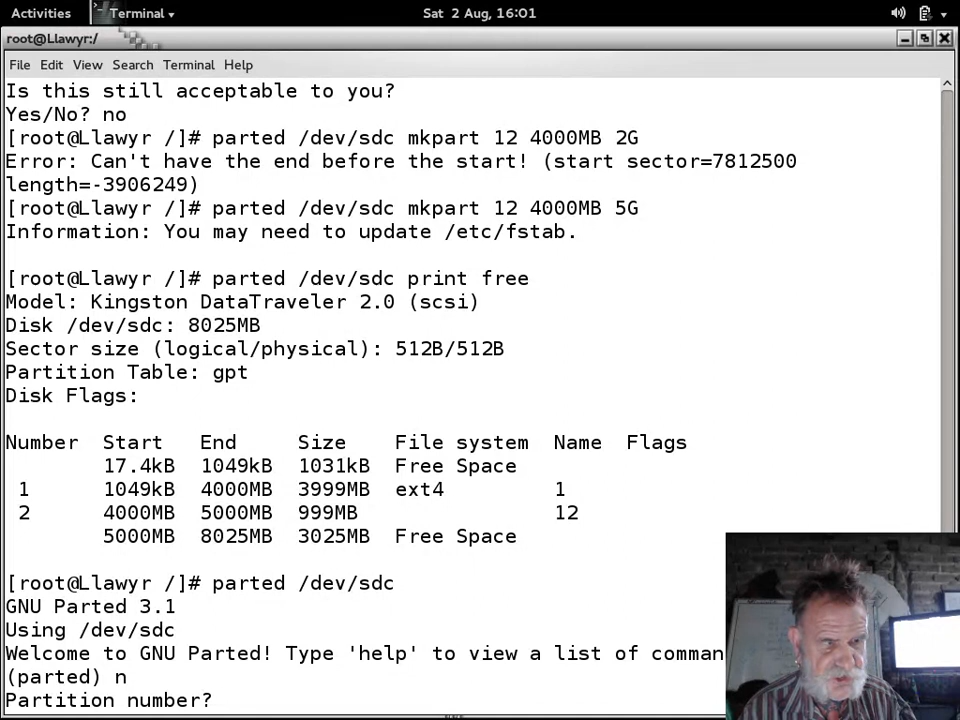 Activities Terminal Sat 2 Aug, 16:01
root@Llawyr:/
File Edit View Search Terminal Help
Is this still acceptable to you?
Yes/No? no
[root@Llawyr /]# parted /dev/sdc mkpart 12 4000MB 2G
Error: Can't have the end before the start! (start sector=7812500
length=-3906249)
[root@Llawyr /]# parted /dev/sdc mkpart 12 4000MB 5G
Information: You may need to update /etc/fstab.
[root@Llawyr /]# parted /dev/sdc print free
Model: Kingston DataTraveler 2.0 (scsi)
Disk /dev/sdc: 8025MB
Sector size (logical/physical): 512B/512B
Partition Table: gpt
Disk Flags:
Number Start End Size File system Name Flags
17.4kB 1049kB 1031kB Free Space
1 1049kB 4000MB 3999MB ext4 1
2 4000MB 5000MB 999MB 12
5000MB 8025MB 3025MB Free Space
[root@Llawyr /]# parted /dev/sdc
GNU Parted 3.1
Using /dev/sdc
Welcome to GNU Parted! Type 'help' to view a list of comman
(parted) n
Partition number?